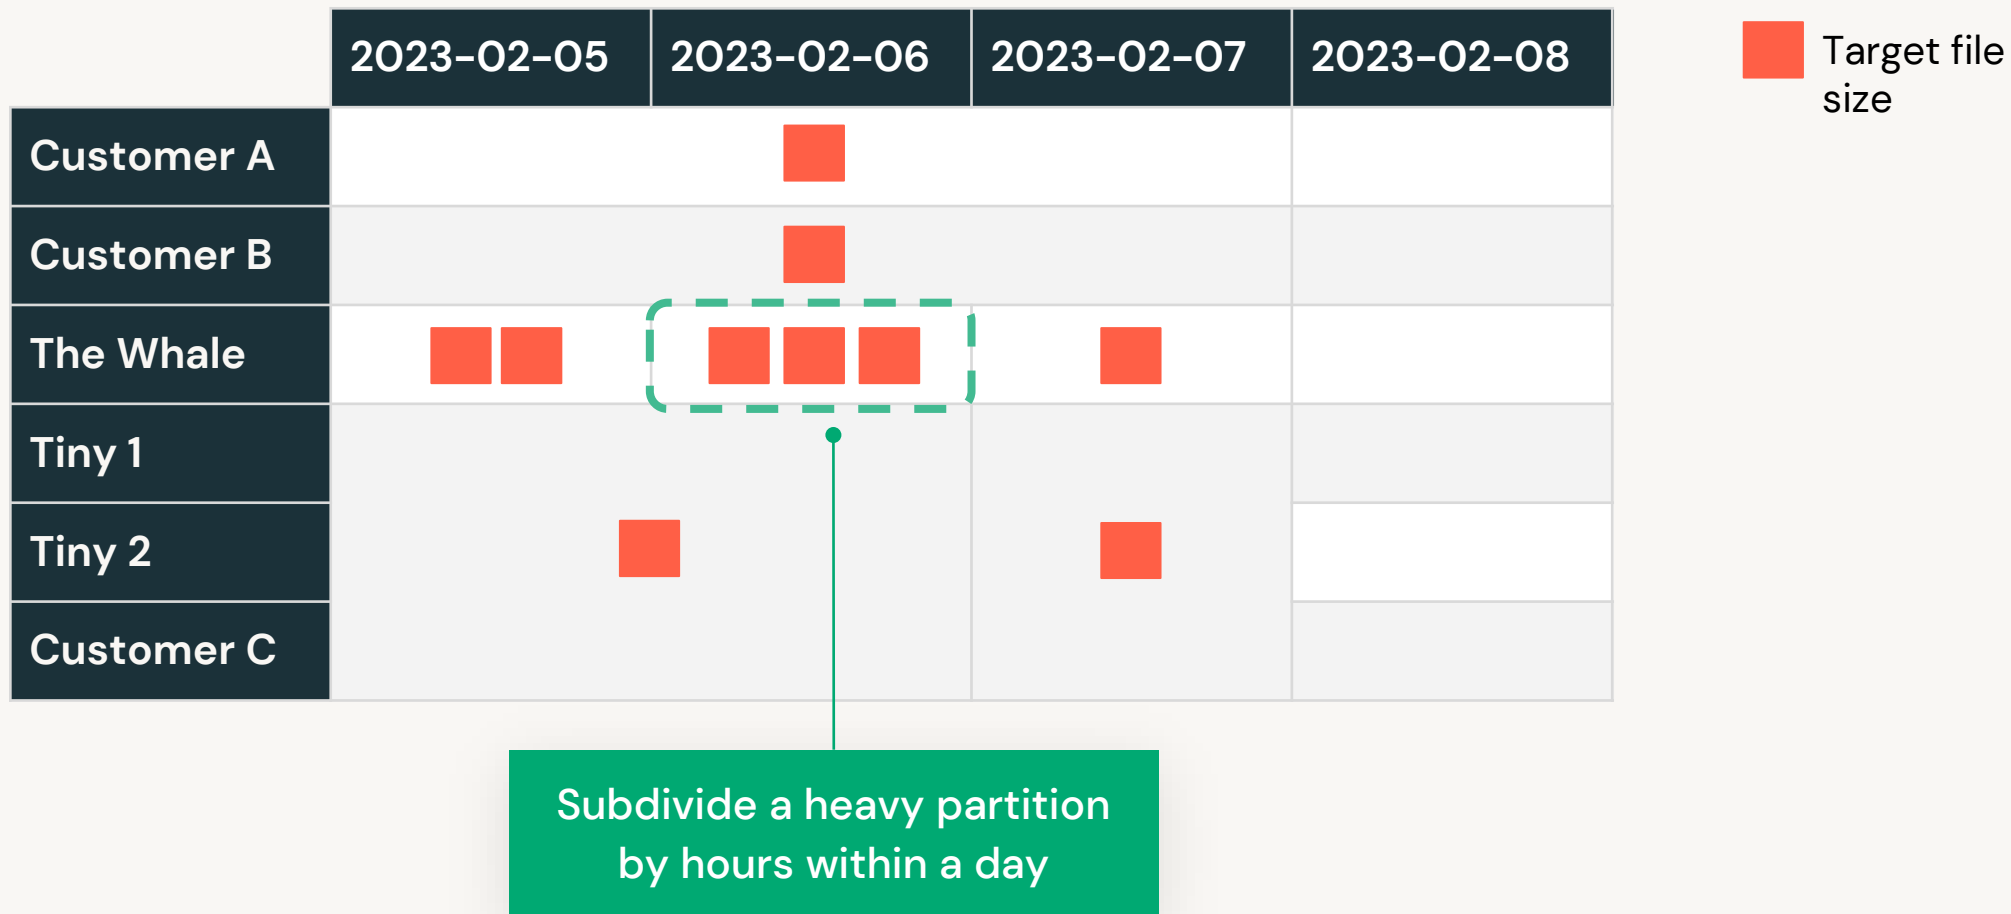 2023-02-05 2023-02-06 2023-02-07 2023-02-08
Target file
size
Customer A
Customer B
The Whale
Tiny 1
Tiny 2
Customer C
Subdivide a heavy partition
by hours within a day